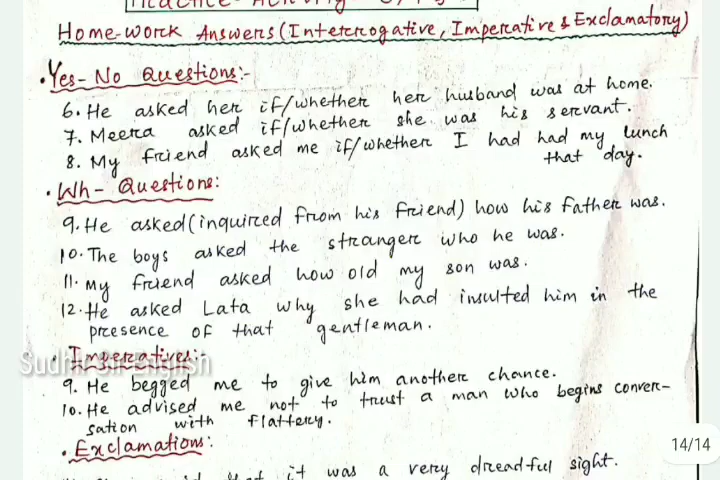 Home-work Answers (Interrogative, Imperative & Exclamatory)
• Yes-No Questions:-
6. He asked her if/whether her husband was at home.
7. Meera asked if/whether she was his servant.
8. My friend asked me if/whether I had had my lunch
that day.
• Wh- Questions:
9. He asked (inquired from his friend) how his father was.
10. The boys asked the stranger who he was.
11. My friend asked how old my son was.
12. He asked Lata why she had insulted him in the
presence of that gentleman.
• Imperatives:-
Sudhir Sir English
9. He begged me to give him another chance.
10. He advised me not to trust a man who begins conver-
sation with flattery.
• Exclamations:
14/14
it was a very dreadful sight.